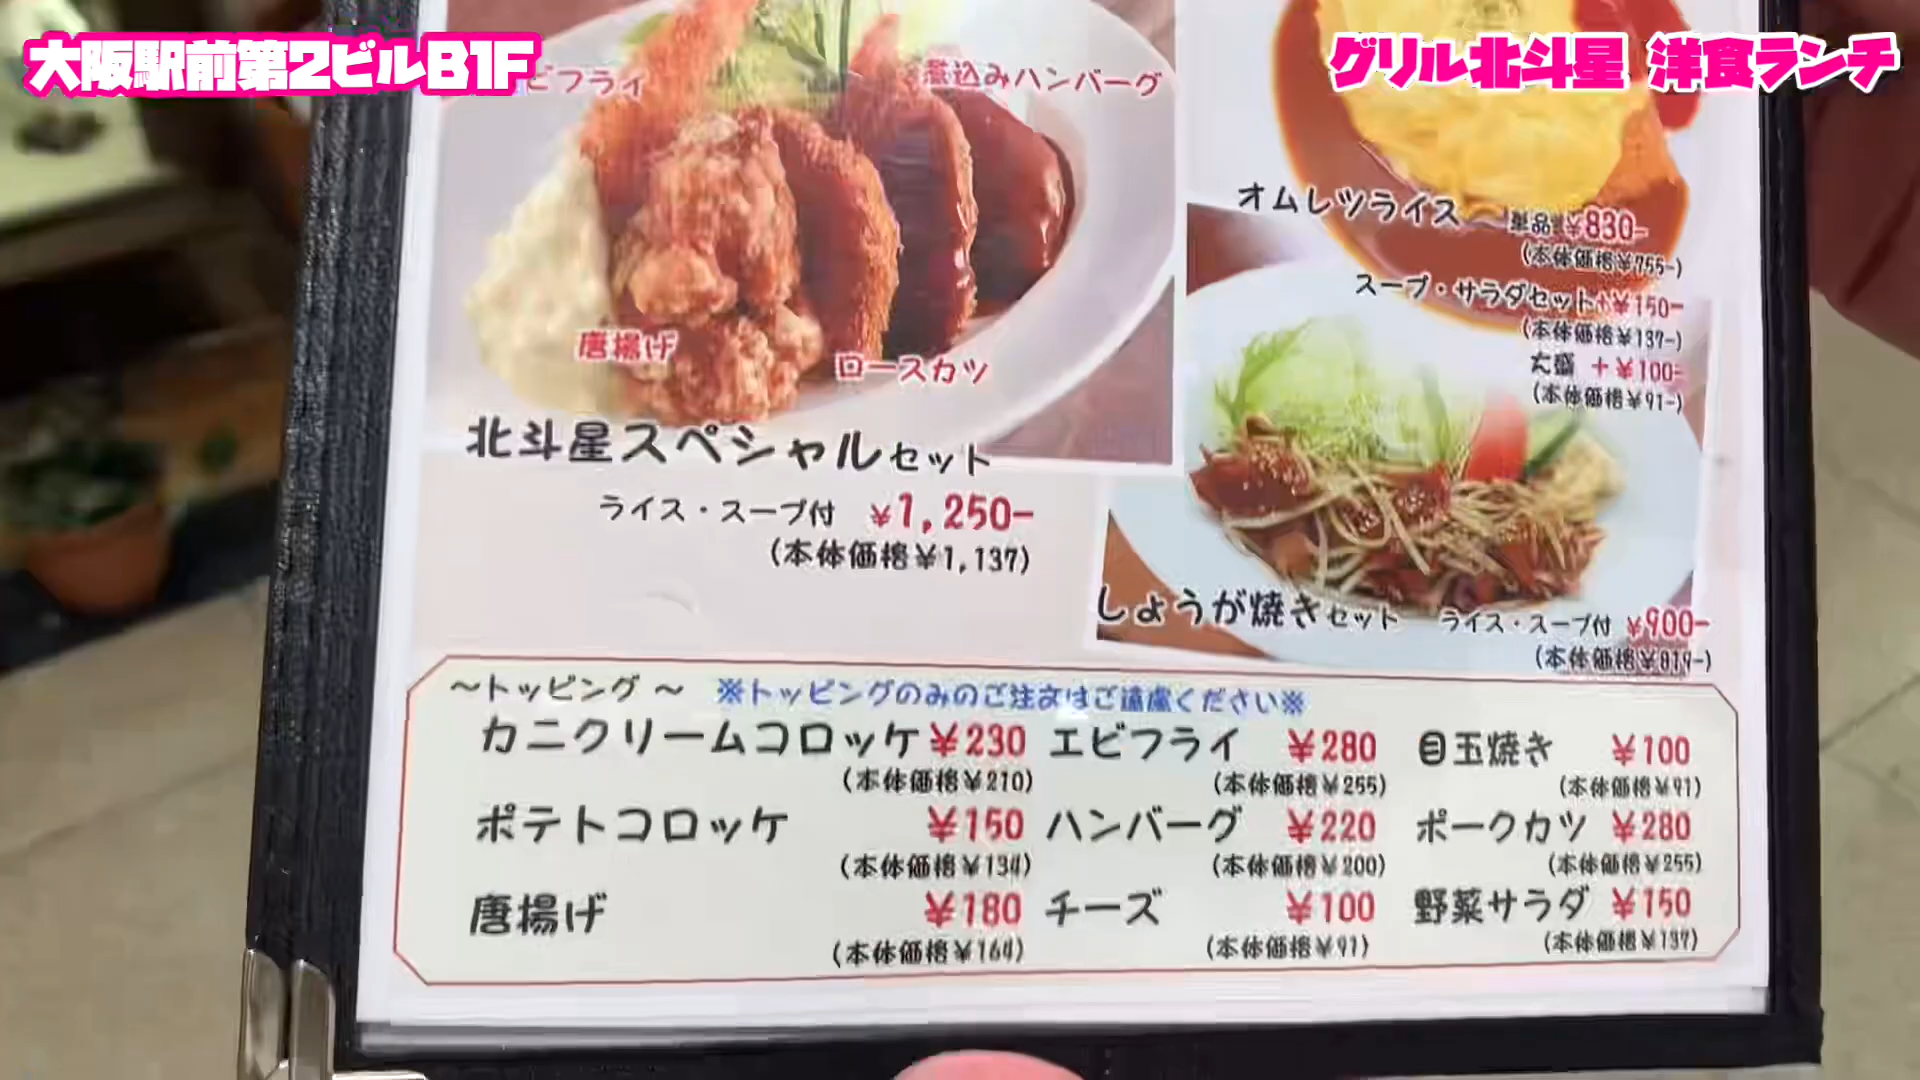 大阪駅前第2ビルB1F
グリル北斗星 洋食ランチ
ビフライ
煮込みハンバーグ
唐揚げ
ロースカツ
北斗星スペシャルセット
ライス・スープ付 ¥1,250-
(本体価格¥1,137)
オムレツライス 単品 ¥830-
(本体価格¥755-)
スープ・サラダセット+¥150-
(本体価格¥137-)
大盛 +¥100-
(本体価格¥91-)
しょうが焼きセット ライス・スープ付 ¥900-
(本体価格¥819-)
~トッピング ~ ※トッピングのみのご注文はご遠慮ください※
カニクリームコロッケ ¥230 エビフライ ¥280 目玉焼き ¥100
(本体価格¥210) (本体価格¥255) (本体価格¥91)
ポテトコロッケ ¥150 ハンバーグ ¥220 ポークカツ ¥280
(本体価格¥134) (本体価格¥200) (本体価格¥255)
唐揚げ ¥180 チーズ ¥100 野菜サラダ ¥150
(本体価格¥164) (本体価格¥91) (本体価格¥137)